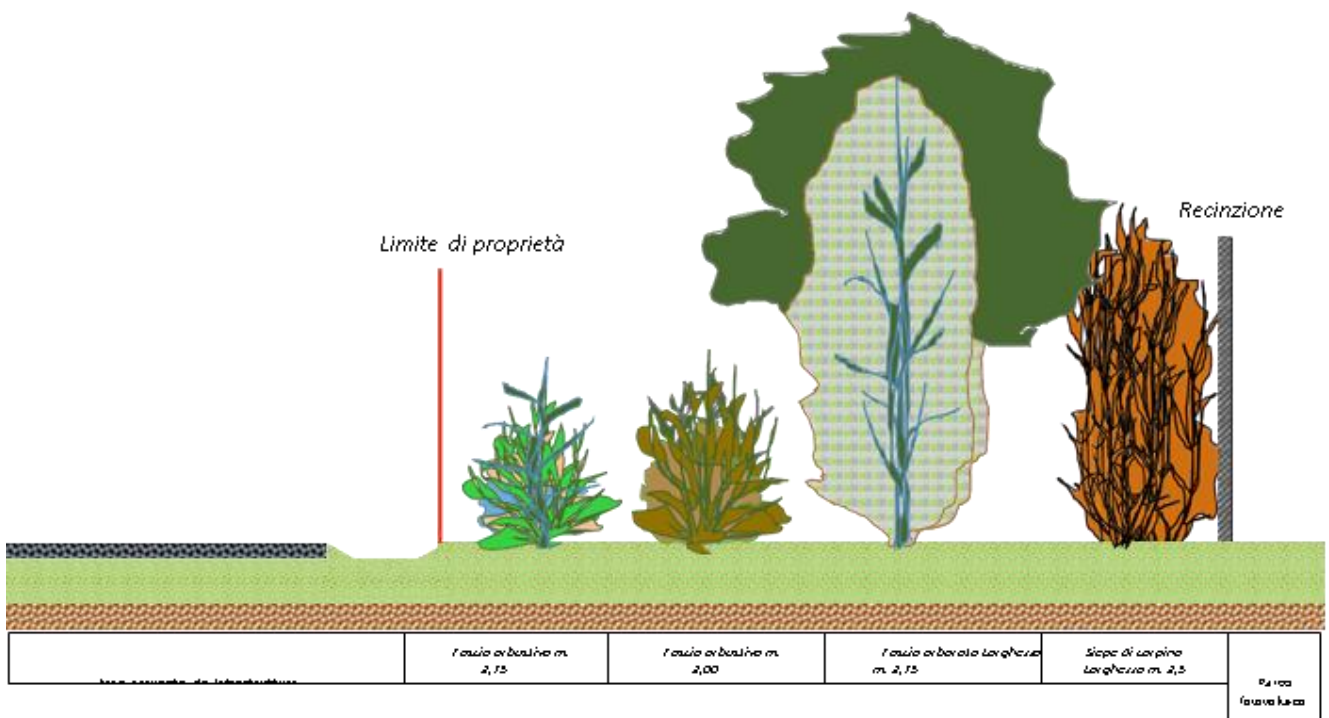 Recinzione
Limite di proprietà
Fascia arbustiva m.
2,15
Fascia arbustiva m.
2,00
Fascia arborata Larghezza
m. 2,15
Siepe di carpino
Larghezza m. 2,5
Parco
fotovoltaico